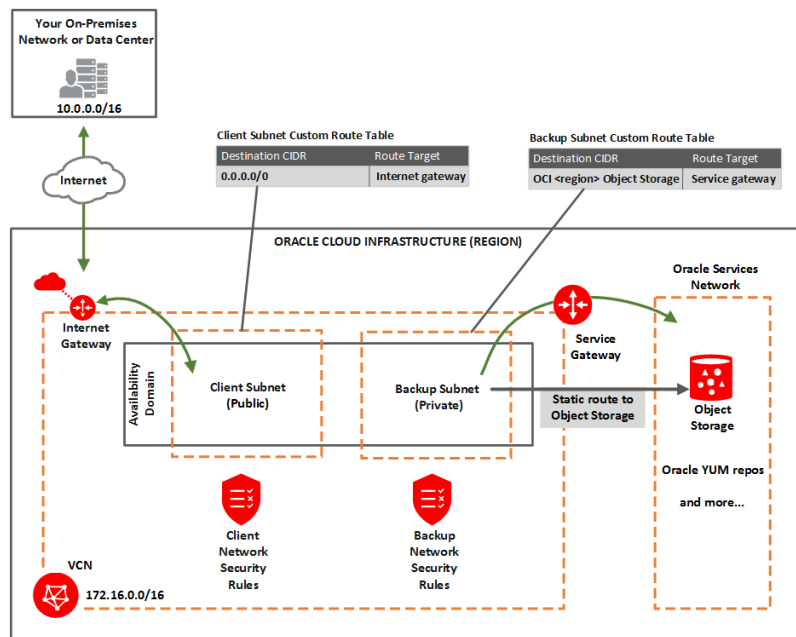 Your On-Premises
Network or Data Center
10.0.0.0/16
Internet
Client Subnet Custom Route Table
Destination CIDR Route Target
0.0.0.0/0 Internet gateway
Backup Subnet Custom Route Table
Destination CIDR Route Target
OCI <region> Object Storage Service gateway
ORACLE CLOUD INFRASTRUCTURE (REGION)
Oracle Services
Network
Internet
Gateway
Service
Gateway
Availability
Domain
Client Subnet
(Public)
Backup Subnet
(Private)
Static route to
Object Storage
Object
Storage
Oracle YUM repos
and more...
Client
Network
Security
Rules
Backup
Network
Security
Rules
VCN
172.16.0.0/16